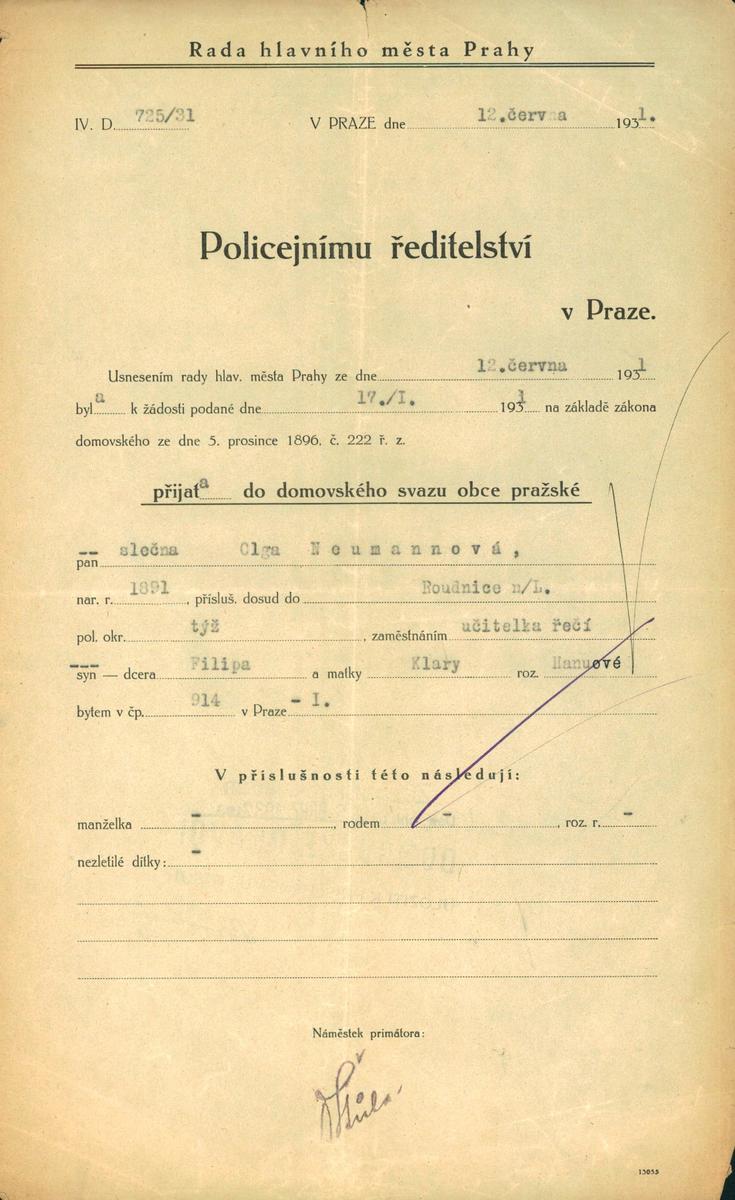 Rada hlavního města Prahy
IV. D. 725/31 V PRAZE dne 12.června 1931.
Policejnímu ředitelství
v Praze.
Usnesením rady hlav. města Prahy ze dne 12.června 1931
byla k žádosti podané dne 17./I. 1931 na základě zákona
domovského ze dne 5. prosince 1896, č. 222 ř. z.
přijata do domovského svazu obce pražské
pan slečna Olga Neumannová,
nar. r. 1891, přísluš. dosud do Roudnice n/L.
pol. okr. týž, zaměstnáním učitelka řečí
syn — dcera Filipa a matky Klary roz. Hanuové
bytem v čp. 914 v Praze - I.
V příslušnosti této následují:
manželka -, rodem -, roz. r. -
nezletilé dítky: -
Náměstek primátora:
15055